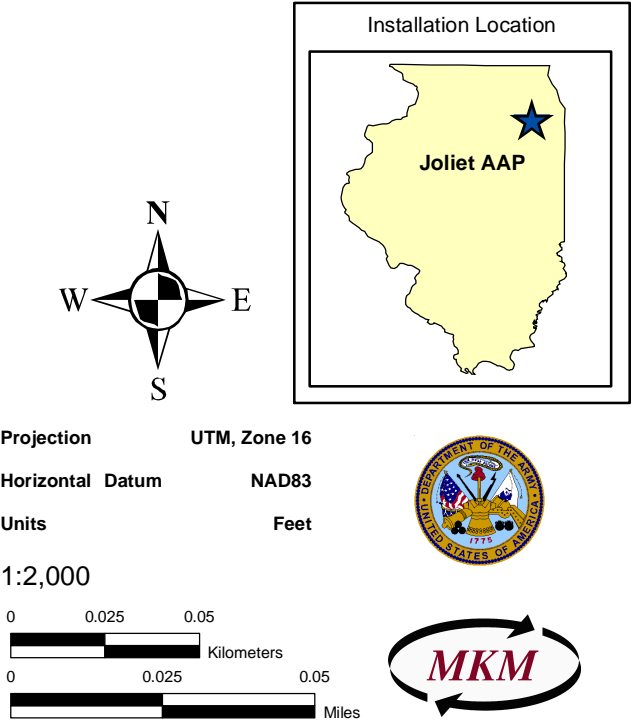 Installation Location
Joliet AAP
N
W E
S
Projection UTM, Zone 16
Horizontal Datum NAD83
Units Feet
DEPARTMENT OF THE ARMY
UNITED STATES OF AMERICA
1775
1:2,000
0 0.025 0.05
Kilometers
0 0.025 0.05
Miles
MKM